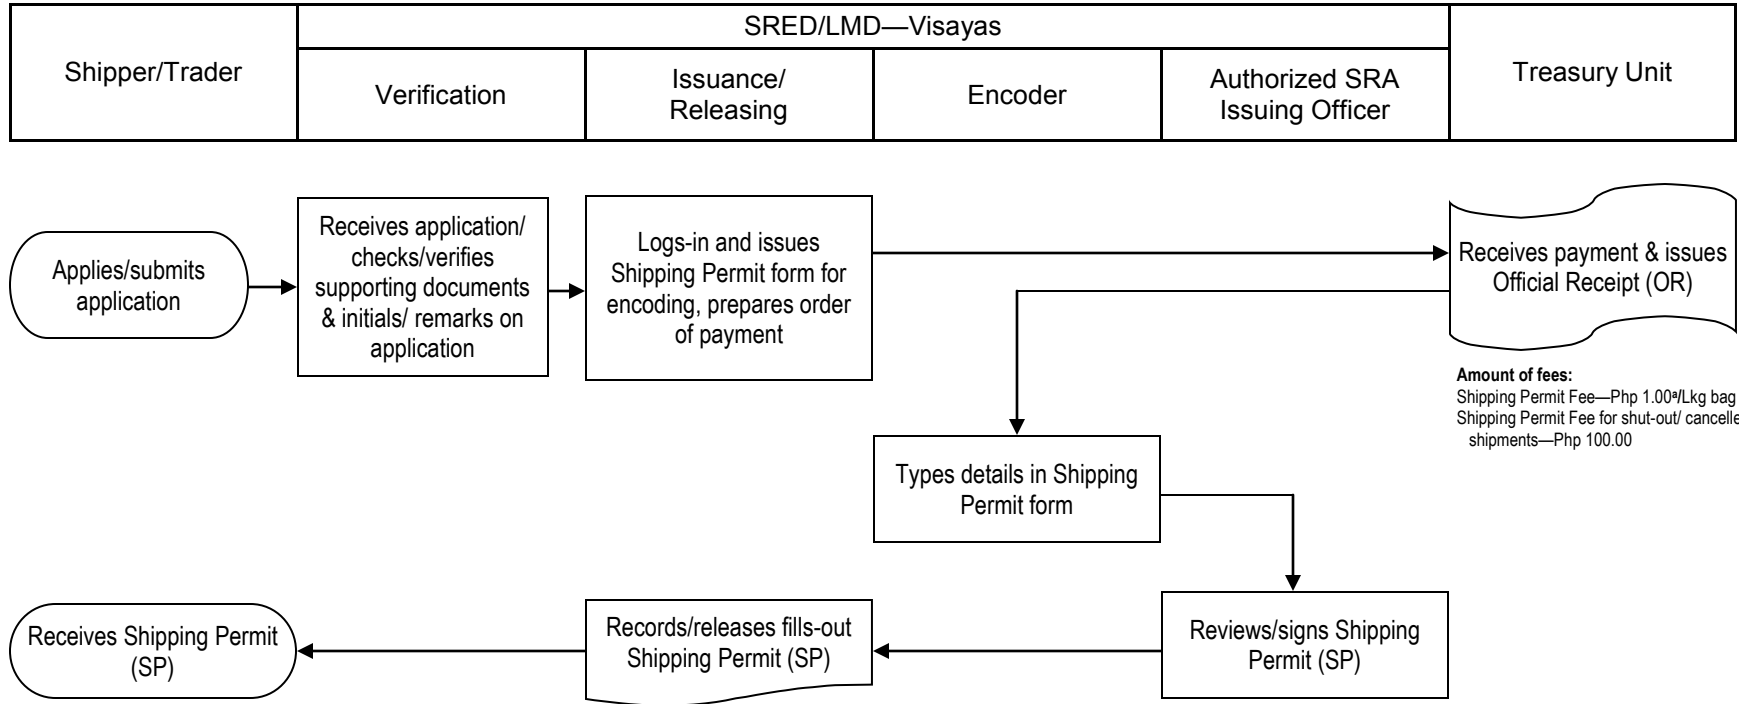 SRED/LMD—Visayas
Shipper/Trader
Verification
Issuance/
Releasing
Encoder
Authorized SRA
Issuing Officer
Treasury Unit
Applies/submits
application
Receives application/
checks/verifies
supporting documents
& initials/ remarks on
application
Logs-in and issues
Shipping Permit form for
encoding, prepares order
of payment
Receives payment & issues
Official Receipt (OR)
Amount of fees:
Shipping Permit Fee—Php 1.00ª/Lkg bag
Shipping Permit Fee for shut-out/ cancelle
shipments—Php 100.00
Types details in Shipping
Permit form
Reviews/signs Shipping
Permit (SP)
Records/releases fills-out
Shipping Permit (SP)
Receives Shipping Permit
(SP)